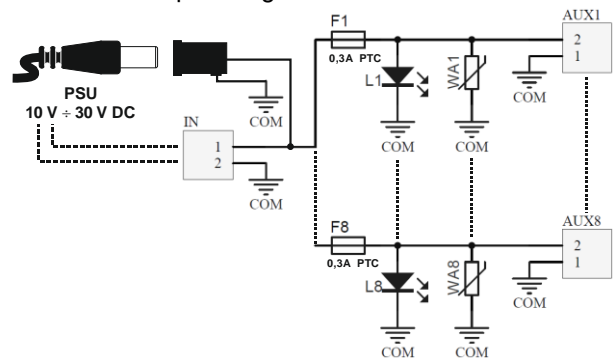 F1
AUX1
0,3A PTC
2
1
L1
WA1
COM
PSU
10 V ÷ 30 V DC
COM
COM
COM
IN
1
2
COM
F8
AUX8
0,3A PTC
2
1
L8
WA8
COM
COM
COM